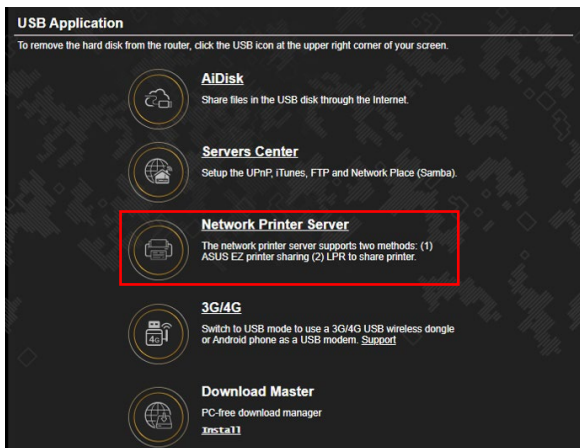 USB Application
To remove the hard disk from the router, click the USB icon at the upper right corner of your screen.
AiDisk
Share files in the USB disk through the Internet.
Servers Center
Setup the UPnP, iTunes, FTP and Network Place (Samba).
Network Printer Server
The network printer server supports two methods: (1)
ASUS EZ printer sharing (2) LPR to share printer.
3G/4G
4G
Switch to USB mode to use a 3G/4G USB wireless dongle
or Android phone as a USB modem. Support
Download Master
PC-free download manager
Install